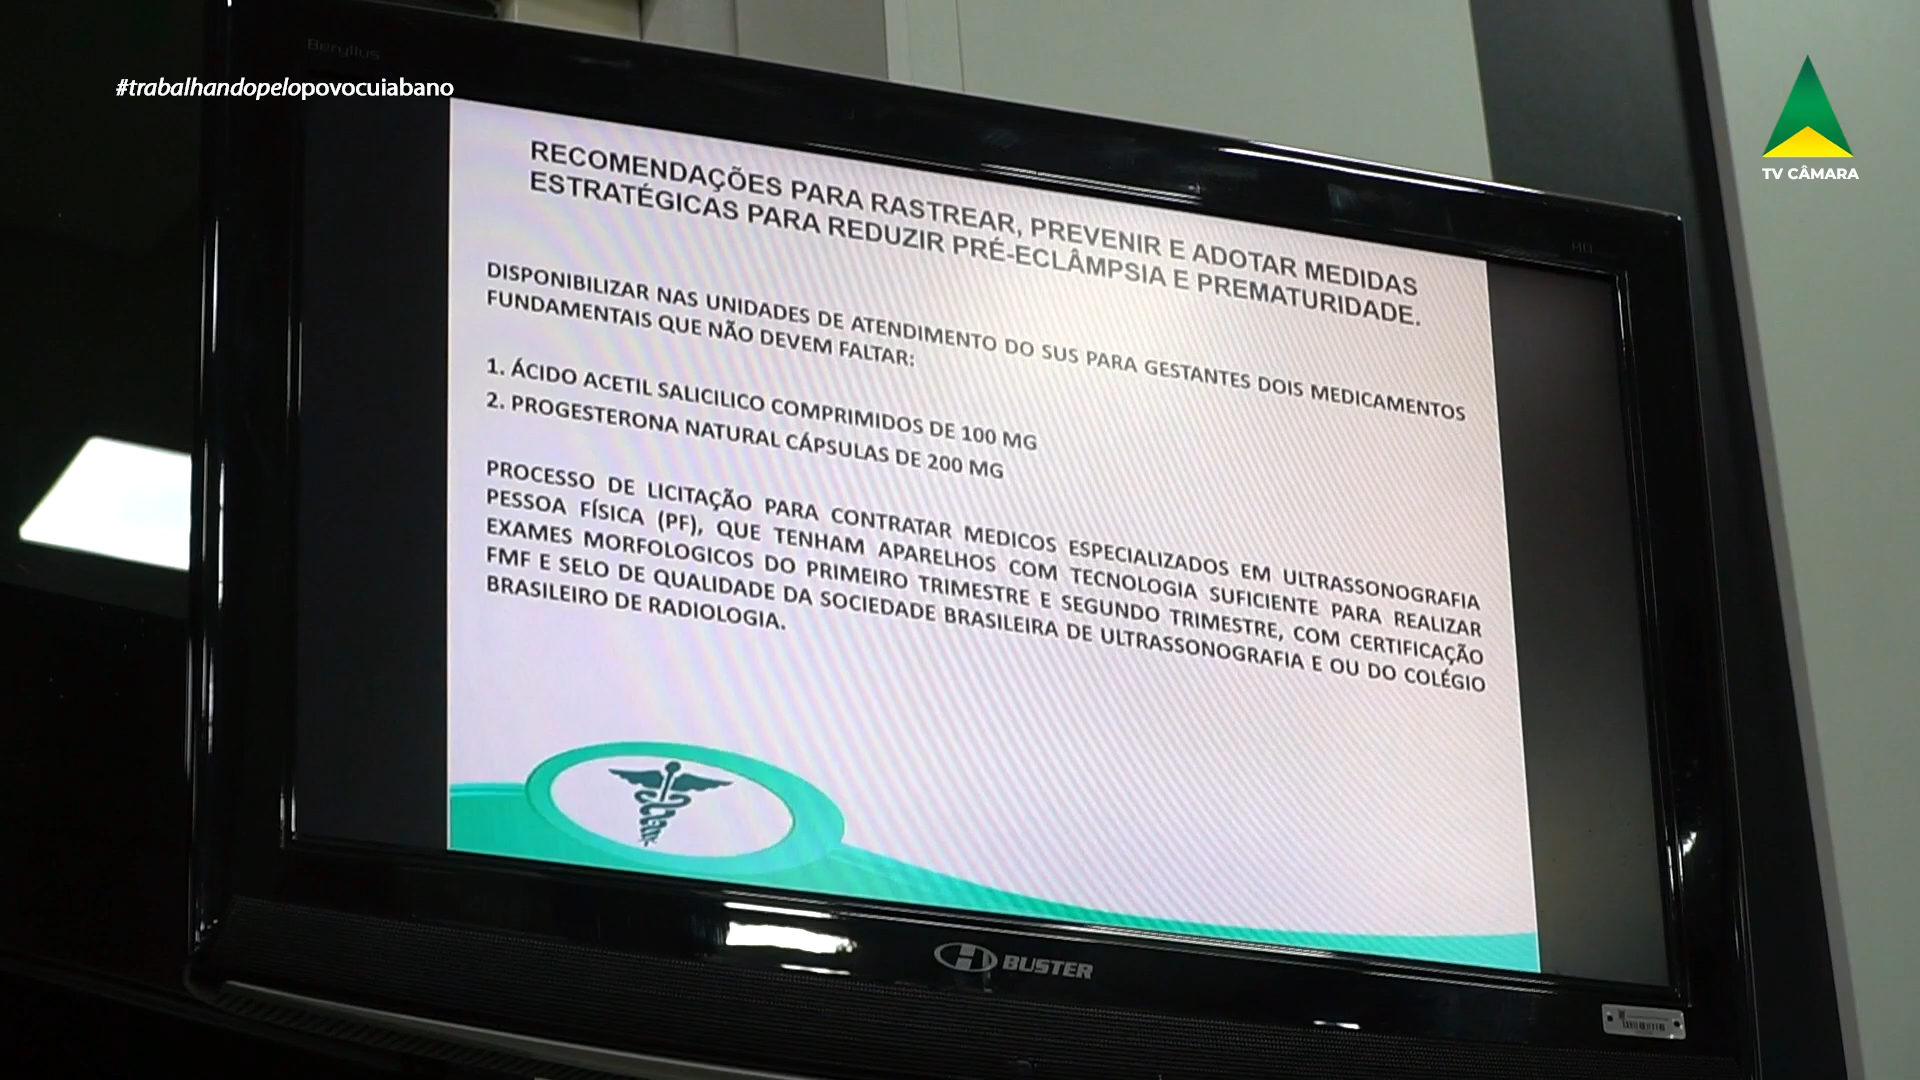 Beryllus
#trabalhandopelopovocuiabano
TV CÂMARA
RECOMENDAÇÕES PARA RASTREAR, PREVENIR E ADOTAR MEDIDAS
ESTRATÉGICAS PARA REDUZIR PRÉ-ECLÂMPSIA E PREMATURIDADE.
DISPONIBILIZAR NAS UNIDADES DE ATENDIMENTO DO SUS PARA GESTANTES DOIS MEDICAMENTOS
FUNDAMENTAIS QUE NÃO DEVEM FALTAR:
1. ÁCIDO ACETIL SALICILICO COMPRIMIDOS DE 100 MG
2. PROGESTERONA NATURAL CÁPSULAS DE 200 MG
PROCESSO DE LICITAÇÃO PARA CONTRATAR MEDICOS ESPECIALIZADOS EM ULTRASSONOGRAFIA
PESSOA FÍSICA (PF), QUE TENHAM APARELHOS COM TECNOLOGIA SUFICIENTE PARA REALIZAR
EXAMES MORFOLOGICOS DO PRIMEIRO TRIMESTRE E SEGUNDO TRIMESTRE, COM CERTIFICAÇÃO
FMF E SELO DE QUALIDADE DA SOCIEDADE BRASILEIRA DE ULTRASSONOGRAFIA E OU DO COLÉGIO
BRASILEIRO DE RADIOLOGIA.
H BUSTER